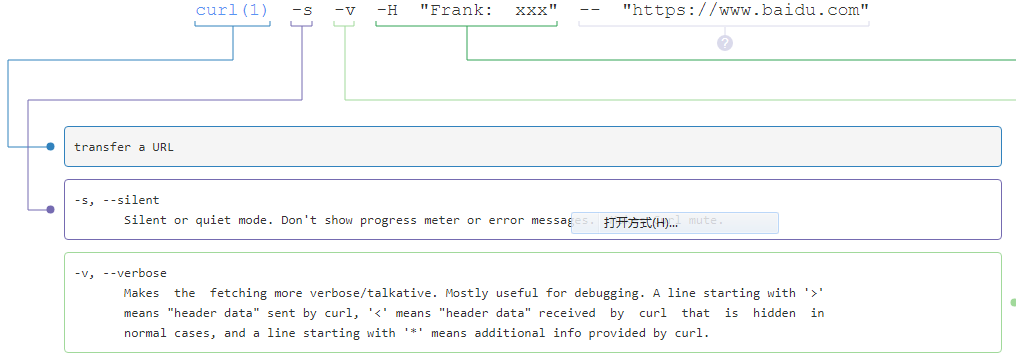 curl(1) -s -v -H "Frank: xxx" -- "https://www.baidu.com"
?
transfer a URL
-s, --silent
Silent or quiet mode. Don't show progress meter or error messages. curl mute.
打开方式(H)...
-v, --verbose
Makes the fetching more verbose/talkative. Mostly useful for debugging. A line starting with '>'
means "header data" sent by curl, '<' means "header data" received by curl that is hidden in
normal cases, and a line starting with '*' means additional info provided by curl.